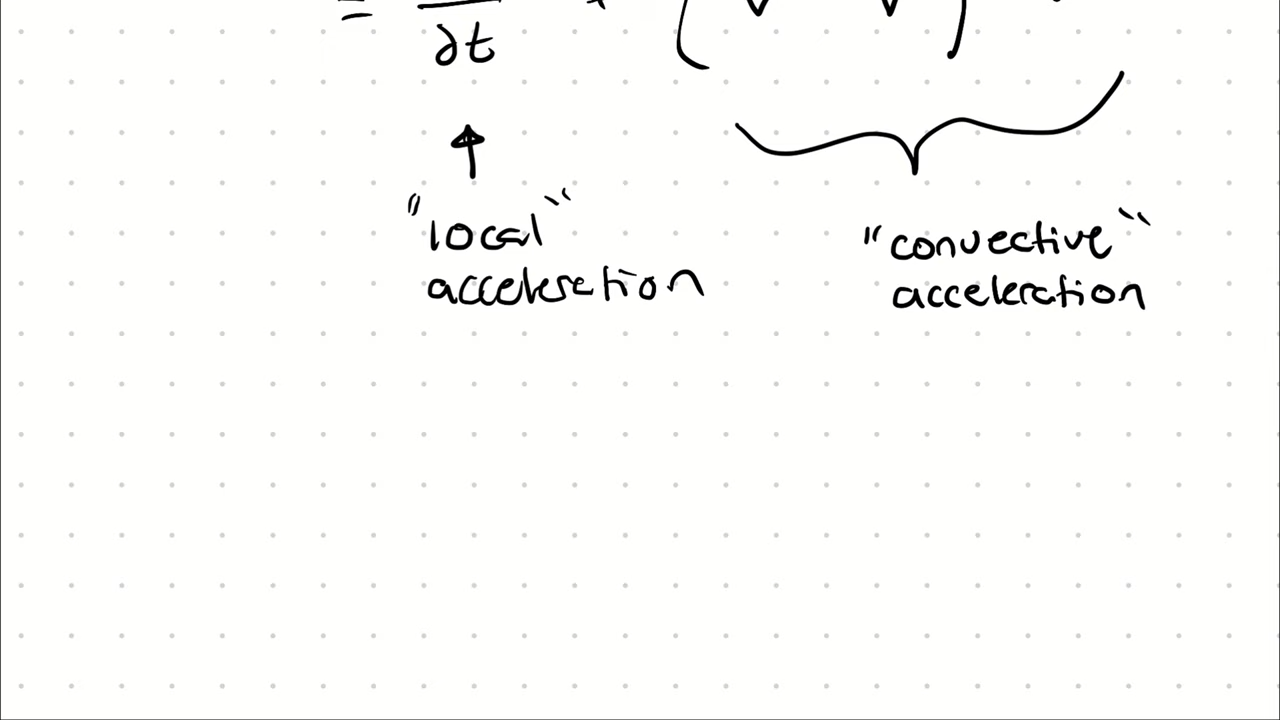 = ∂t
"local"
acceleration
"convective"
acceleration